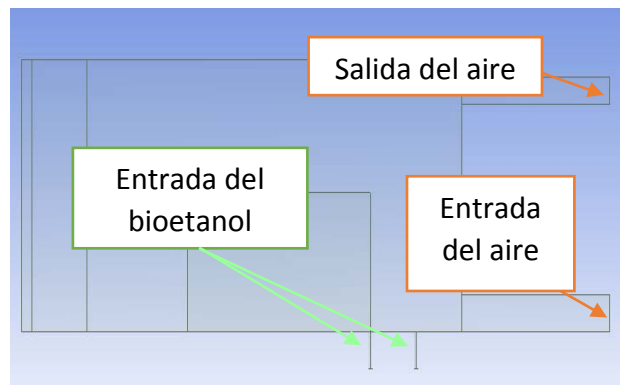 Salida del aire
Entrada del
bioetanol
Entrada
del aire